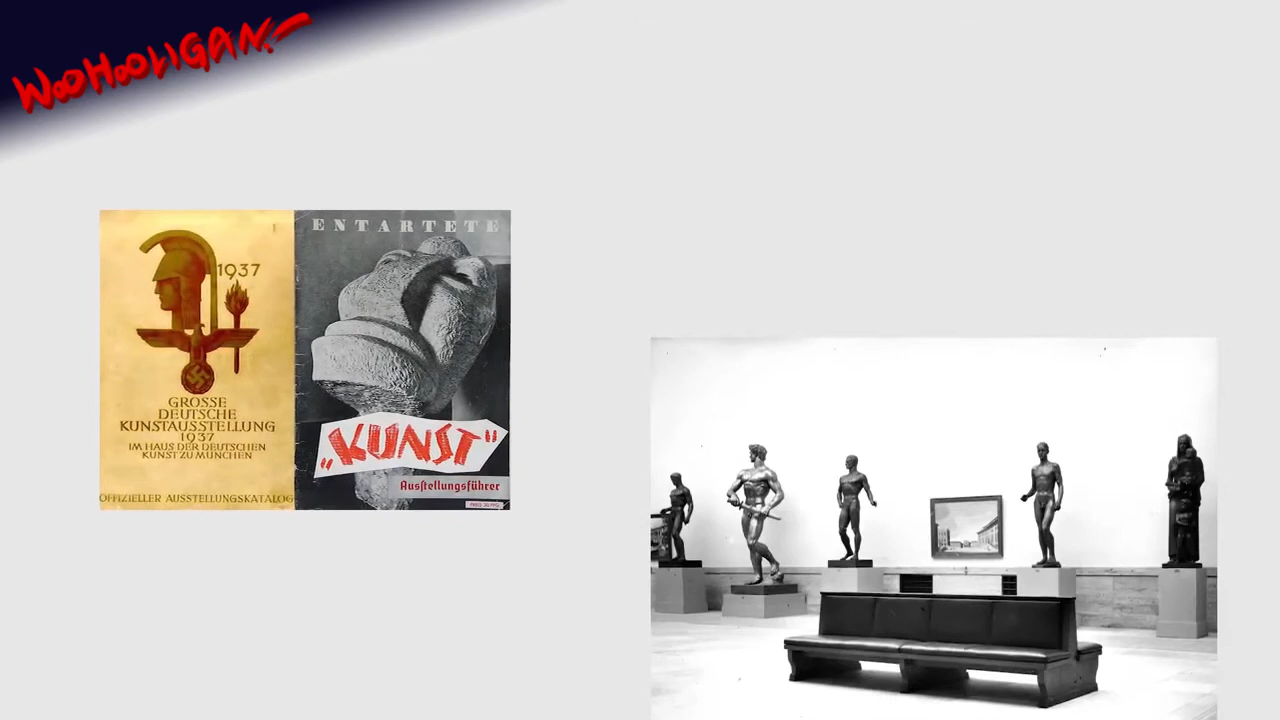 WOOHOOLIGAN
1937
GROSSE
DEUTSCHE
KUNSTAUSSTELLUNG
1937
IM HAUS DER DEUTSCHEN
KUNST ZU MÜNCHEN
OFFIZIELLER AUSSTELLUNGSKATALOG
ENTARTETE
„KUNST"
Ausstellungsführer